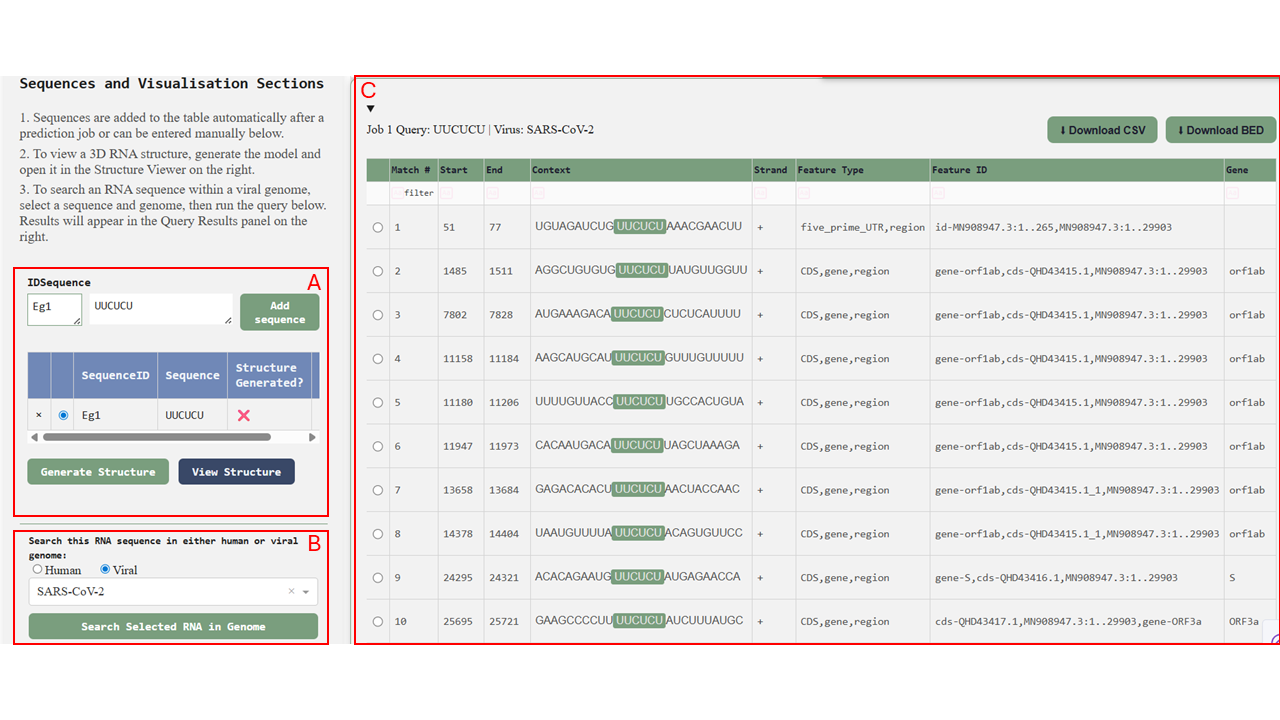 Sequences and Visualisation Sections
1. Sequences are added to the table automatically after a
prediction job or can be entered manually below.
2. To view a 3D RNA structure, generate the model and
open it in the Structure Viewer on the right.
3. To search an RNA sequence within a viral genome,
select a sequence and genome, then run the query below.
Results will appear in the Query Results panel on the
right.
A
IDSequence
Eg1 UUCUCU Add
sequence
SequenceID Sequence Structure
Generated?
× Eg1 UUCUCU ❌
Generate Structure View Structure
B
Search this RNA sequence in either human or viral
genome:
Human Viral
SARS-CoV-2 ×
Search Selected RNA in Genome
C
▼
Job 1 Query: UUCUCU | Virus: SARS-CoV-2 ⬇ Download CSV ⬇ Download BED
Match # Start End Context Strand Feature Type Feature ID Gene
filter
1 51 77 UGUAGAUCUGUUCUCUAAACGAACUU + five_prime_UTR,region id-MN908947.3:1..265,MN908947.3:1..29903
2 1485 1511 AGGCUGUGUGUUCUCUUAUGUUGGUU + CDS,gene,region gene-orf1ab,cds-QHD43415.1,MN908947.3:1..29903 orf1ab
3 7802 7828 AUGAAAGACAUUCUCUCUCUCAUUUU + CDS,gene,region gene-orf1ab,cds-QHD43415.1,MN908947.3:1..29903 orf1ab
4 11158 11184 AAGCAUGCAUUUCUCUGUUUGUUUUU + CDS,gene,region gene-orf1ab,cds-QHD43415.1,MN908947.3:1..29903 orf1ab
5 11180 11206 UUUUGUUACCUUCUCUUGCCACUGUA + CDS,gene,region gene-orf1ab,cds-QHD43415.1,MN908947.3:1..29903 orf1ab
6 11947 11973 CACAAUGACAUUCUCUUAGCUAAAGA + CDS,gene,region gene-orf1ab,cds-QHD43415.1,MN908947.3:1..29903 orf1ab
7 13658 13684 GAGACACACUUUCUCUAACUACCAAC + CDS,gene,region gene-orf1ab,cds-QHD43415.1_1,MN908947.3:1..29903 orf1ab
8 14378 14404 UAAUGUUUUAUUCUCUACAGUGUUCC + CDS,gene,region gene-orf1ab,cds-QHD43415.1_1,MN908947.3:1..29903 orf1ab
9 24295 24321 ACACAGAAUGUUCUCUAUGAGAACCA + CDS,gene,region gene-S,cds-QHD43416.1,MN908947.3:1..29903 S
10 25695 25721 GAAGCCCCUUUUCUCUAUCUUUAUGC + CDS,gene,region cds-QHD43417.1,MN908947.3:1..29903,gene-ORF3a ORF3a